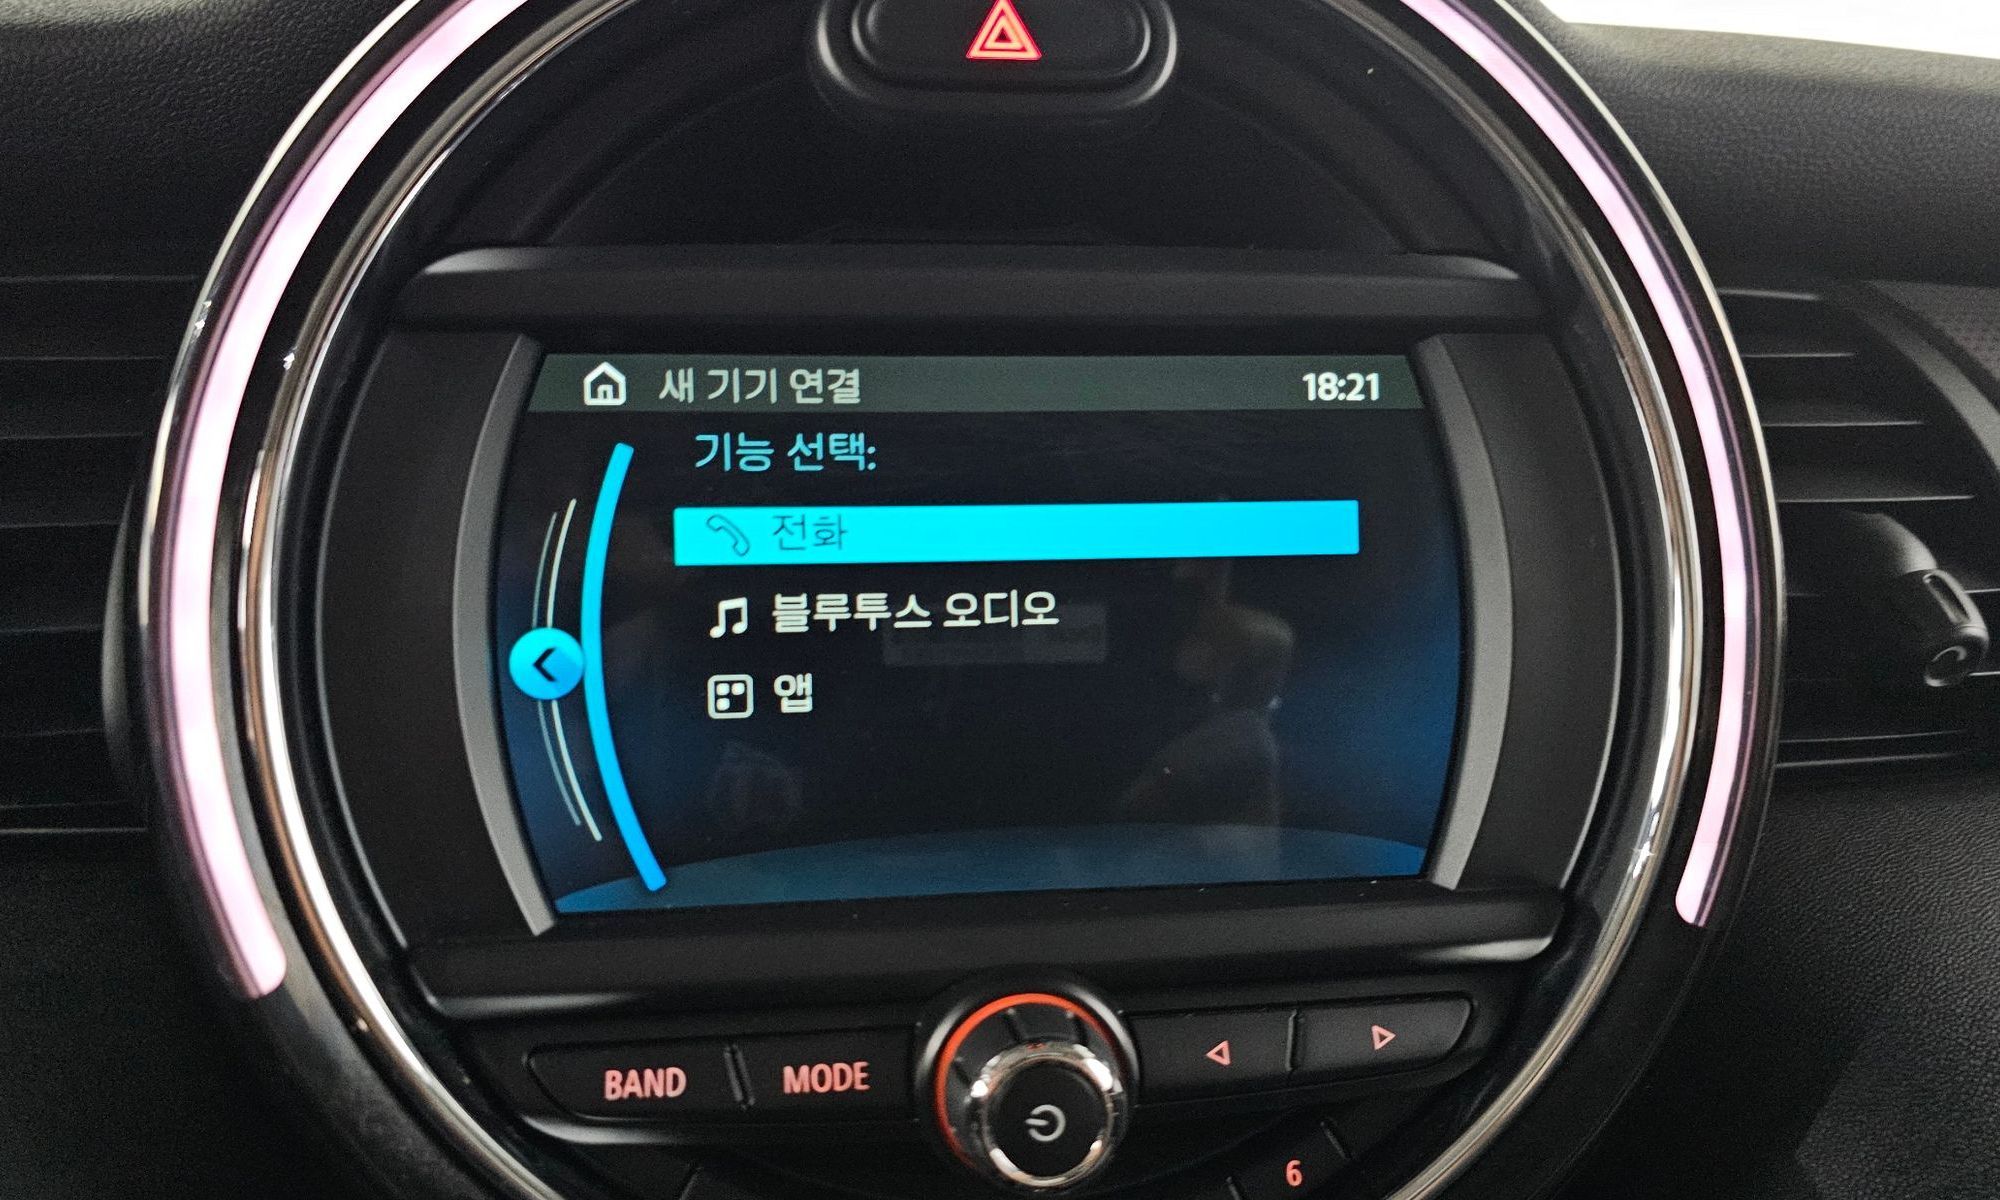 새 기기 연결 18:21
기능 선택:
전화
블루투스 오디오
앱
BAND MODE
6